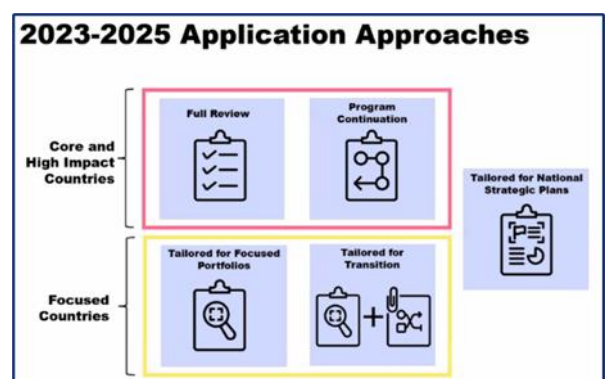 2023-2025 Application Approaches
Core and
High Impact
Countries
Full Review
Program
Continuation
Tailored for National
Strategic Plans
Focused
Countries
Tailored for Focused
Portfolios
Tailored for
Transition